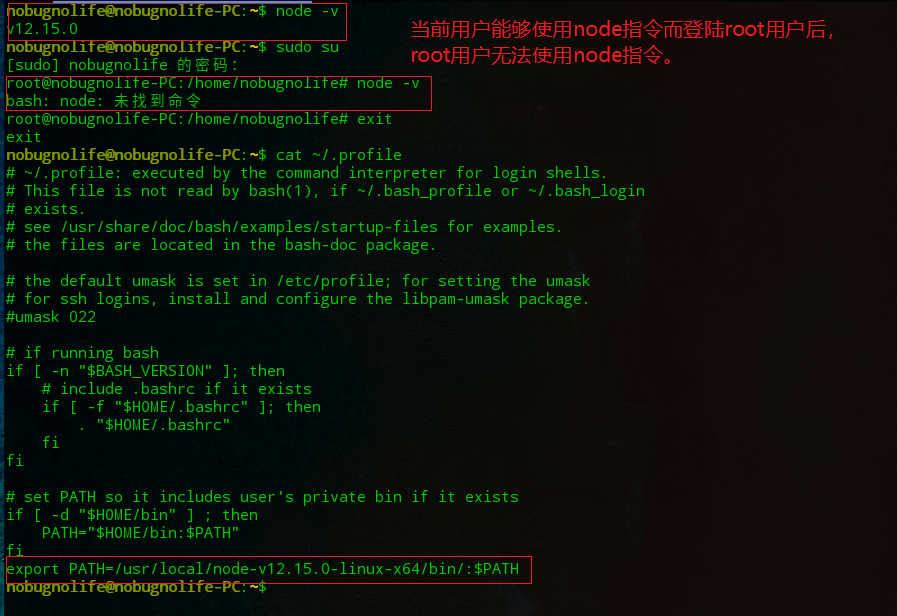 nobugnolife@nobugnolife-PC:~$ node -v
v12.15.0
nobugnolife@nobugnolife-PC:~$ sudo su
[sudo] nobugnolife 的密码：
root@nobugnolife-PC:/home/nobugnolife# node -v
bash: node: 未找到命令
root@nobugnolife-PC:/home/nobugnolife# exit
exit
当前用户能够使用node指令而登陆root用户后，
root用户无法使用node指令。
nobugnolife@nobugnolife-PC:~$ cat ~/.profile
# ~/.profile: executed by the command interpreter for login shells.
# This file is not read by bash(1), if ~/.bash_profile or ~/.bash_login
# exists.
# see /usr/share/doc/bash/examples/startup-files for examples.
# the files are located in the bash-doc package.
# the default umask is set in /etc/profile; for setting the umask
# for ssh logins, install and configure the libpam-umask package.
#umask 022
# if running bash
if [ -n "$BASH_VERSION" ]; then
    # include .bashrc if it exists
    if [ -f "$HOME/.bashrc" ]; then
        . "$HOME/.bashrc"
    fi
fi
# set PATH so it includes user's private bin if it exists
if [ -d "$HOME/bin" ] ; then
    PATH="$HOME/bin:$PATH"
fi
export PATH=/usr/local/node-v12.15.0-linux-x64/bin/:$PATH
nobugnolife@nobugnolife-PC:~$